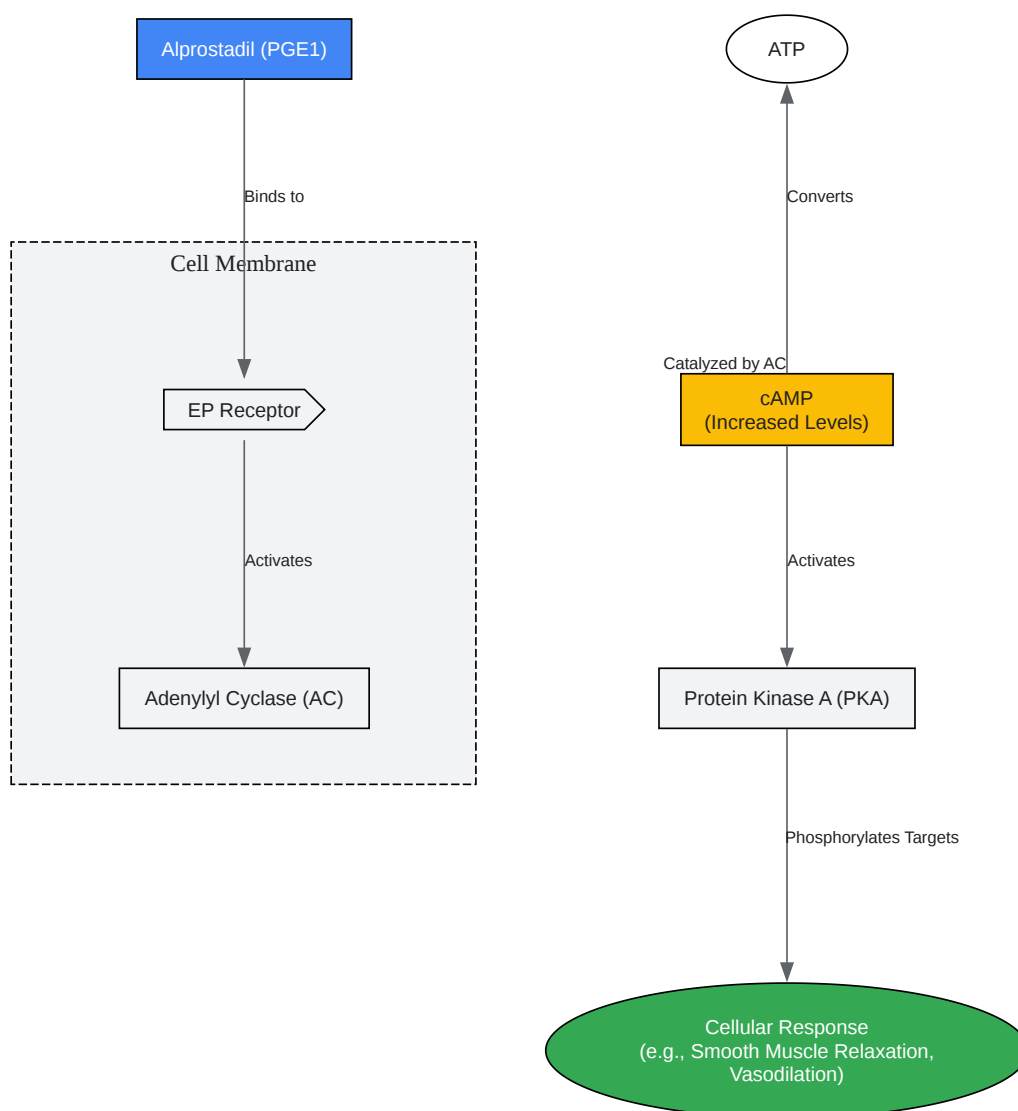 Alprostadil (PGE1)
Binds to
Cell Membrane
EP Receptor
Activates
Adenylyl Cyclase (AC)
ATP
Converts
Catalyzed by AC
cAMP
(Increased Levels)
Activates
Protein Kinase A (PKA)
Phosphorylates Targets
Cellular Response
(e.g., Smooth Muscle Relaxation,
Vasodilation)